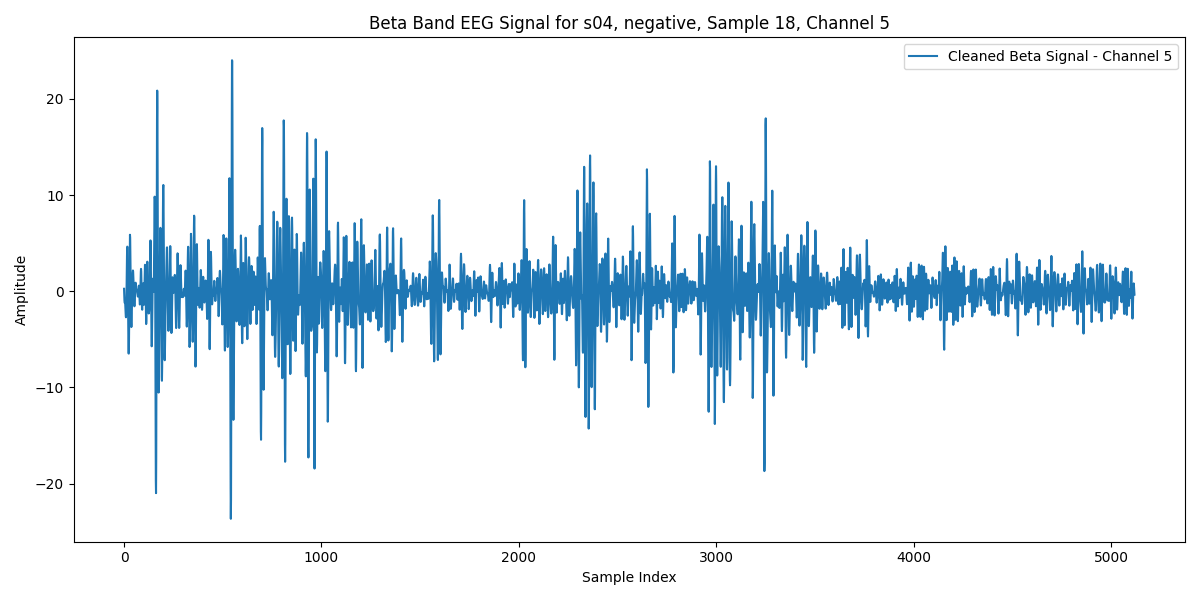 Beta Band EEG Signal for s04, negative, Sample 18, Channel 5
Cleaned Beta Signal - Channel 5
Amplitude
20
10
0
−10
−20
0 1000 2000 3000 4000 5000
Sample Index